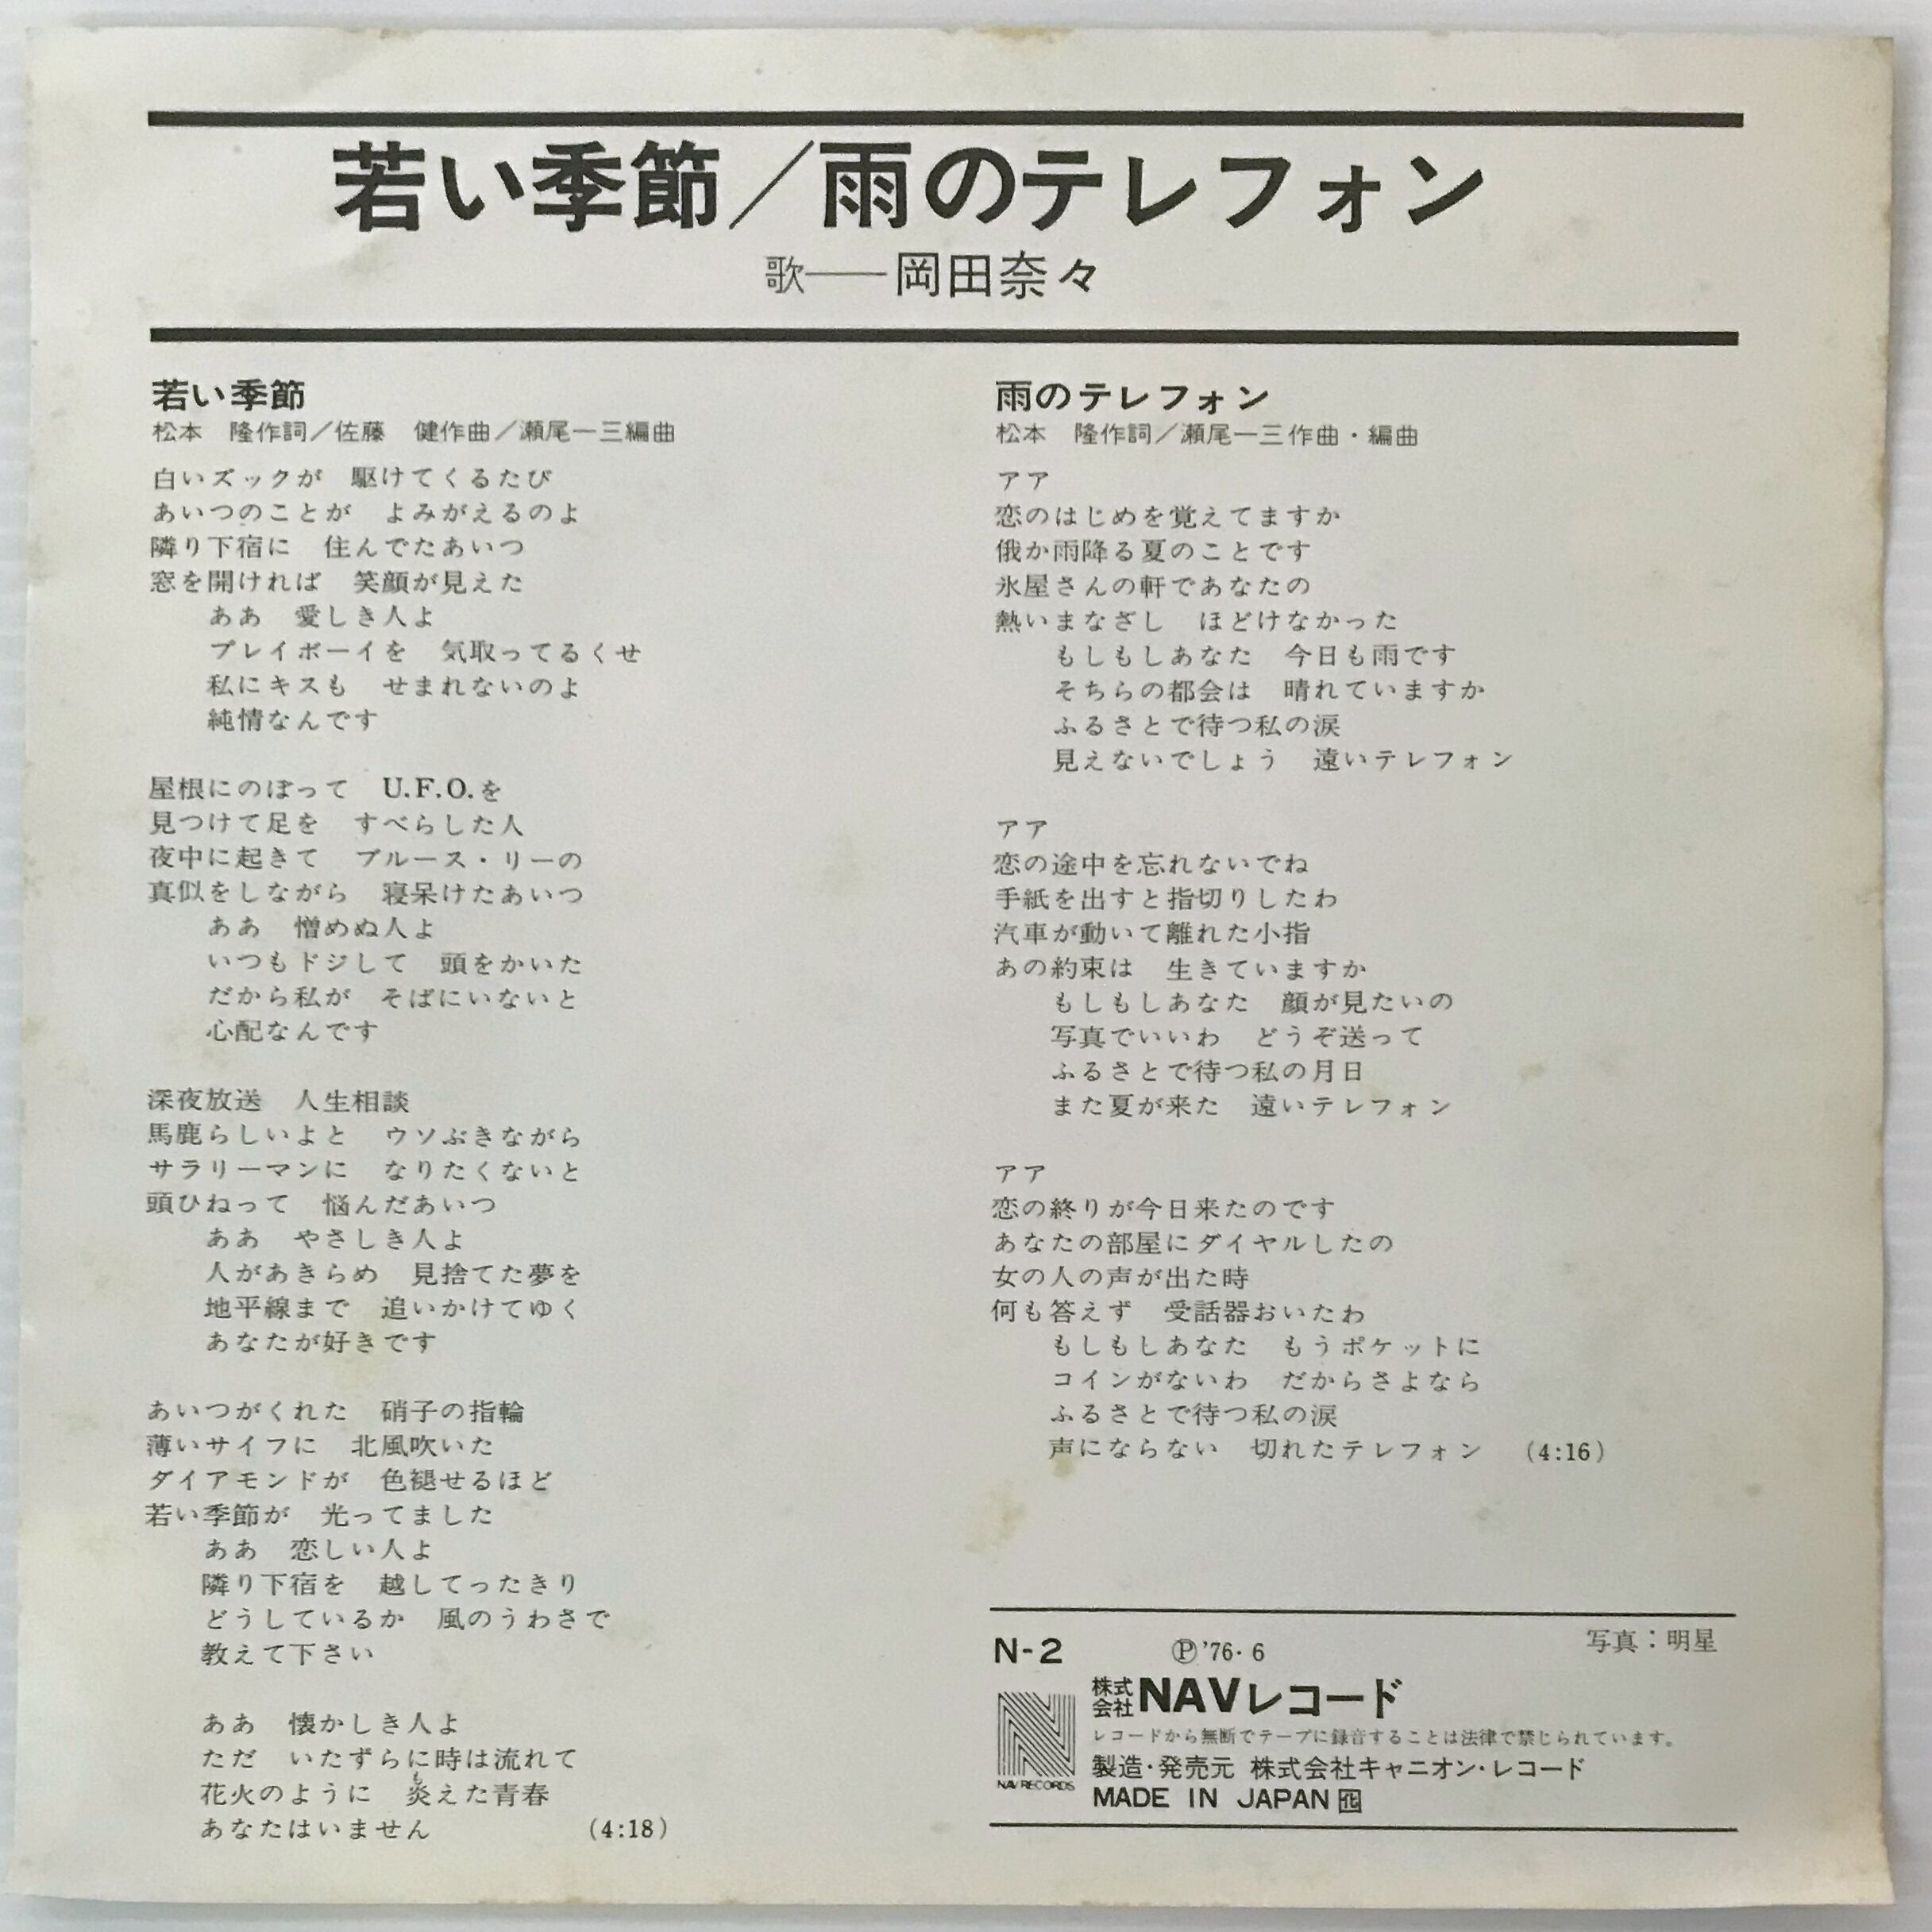 若い季節／雨のテレフォン
歌――岡田奈々
若い季節
松本　隆作詞／佐藤　健作曲／瀬尾一三編曲
白いズックが　駆けてくるたび
あいつのことが　よみがえるのよ
隣り下宿に　住んでたあいつ
窓を開ければ　笑顔が見えた
ああ　愛しき人よ
プレイボーイを　気取ってるくせ
私にキスも　せまれないのよ
純情なんです
屋根にのぼって　U.F.O.を
見つけて足を　すべらした人
夜中に起きて　ブルース・リーの
真似をしながら　寝呆けたあいつ
ああ　憎めぬ人よ
いつもドジして　頭をかいた
だから私が　そばにいないと
心配なんです
深夜放送　人生相談
馬鹿らしいよと　ウソぶきながら
サラリーマンに　なりたくないと
頭ひねって　悩んだあいつ
ああ　やさしき人よ
人があきらめ　見捨てた夢を
地平線まで　追いかけてゆく
あなたが好きです
あいつがくれた　硝子の指輪
薄いサイフに　北風吹いた
ダイアモンドが　色褪せるほど
若い季節が　光ってました
ああ　恋しい人よ
隣り下宿を　越してったきり
どうしているか　風のうわさで
教えて下さい
ああ　懐かしき人よ
ただ　いたずらに時は流れて
も
花火のように　炎えた青春
あなたはいません　(4:18)
雨のテレフォン
松本　隆作詞／瀬尾一三作曲・編曲
アア
恋のはじめを覚えてますか
俄か雨降る夏のことです
氷屋さんの軒であなたの
熱いまなざし　ほどけなかった
もしもしあなた　今日も雨です
そちらの都会は　晴れていますか
ふるさとで待つ私の涙
見えないでしょう　遠いテレフォン
アア
恋の途中を忘れないでね
手紙を出すと指切りしたわ
汽車が動いて離れた小指
あの約束は　生きていますか
もしもしあなた　顔が見たいの
写真でいいわ　どうぞ送って
ふるさとで待つ私の月日
また夏が来た　遠いテレフォン
アア
恋の終りが今日来たのです
あなたの部屋にダイヤルしたの
女の人の声が出た時
何も答えず　受話器おいたわ
もしもしあなた　もうポケットに
コインがないわ　だからさよなら
ふるさとで待つ私の涙
声にならない　切れたテレフォン　(4:16)
N-2　Ⓟ'76・6　写真：明星
株式会社NAVレコード
レコードから無断でテープに録音することは法律で禁じられています。
NAV RECORDS
製造・発売元 株式会社キャニオン・レコード
MADE IN JAPAN